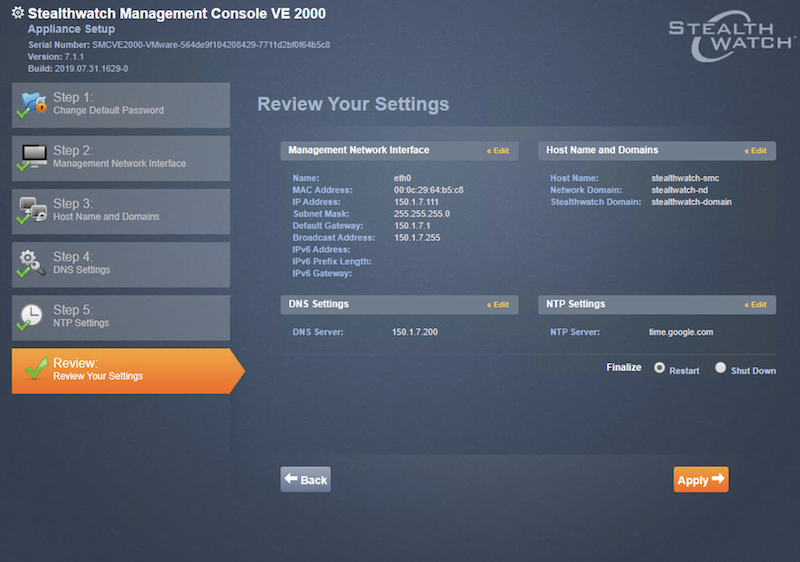 Stealthwatch Management Console VE 2000
Appliance Setup
Serial Number: SMCVE2000-VMware-564de9f104208429-7711d2bf0f64b5c8
Version: 7.1.1
Build: 2019.07.31.1629-0
STEALTH
WATCH
Step 1:
Change Default Password
Step 2:
Management Network Interface
Step 3:
Host Name and Domains
Step 4:
DNS Settings
Step 5:
NTP Settings
Review:
Review Your Settings
Review Your Settings
Management Network Interface « Edit
Name: eth0
MAC Address: 00:0c:29:64:b5:c8
IP Address: 150.1.7.111
Subnet Mask: 255.255.255.0
Default Gateway: 150.1.7.1
Broadcast Address: 150.1.7.255
IPv6 Address:
IPv6 Prefix Length:
IPv6 Gateway:
Host Name and Domains « Edit
Host Name: stealthwatch-smc
Network Domain: stealtwatch-nd
Stealthwatch Domain: stealthwatch-domain
DNS Settings « Edit
DNS Server: 150.1.7.200
NTP Settings « Edit
NTP Server: time.google.com
Finalize Restart Shut Down
Back
Apply